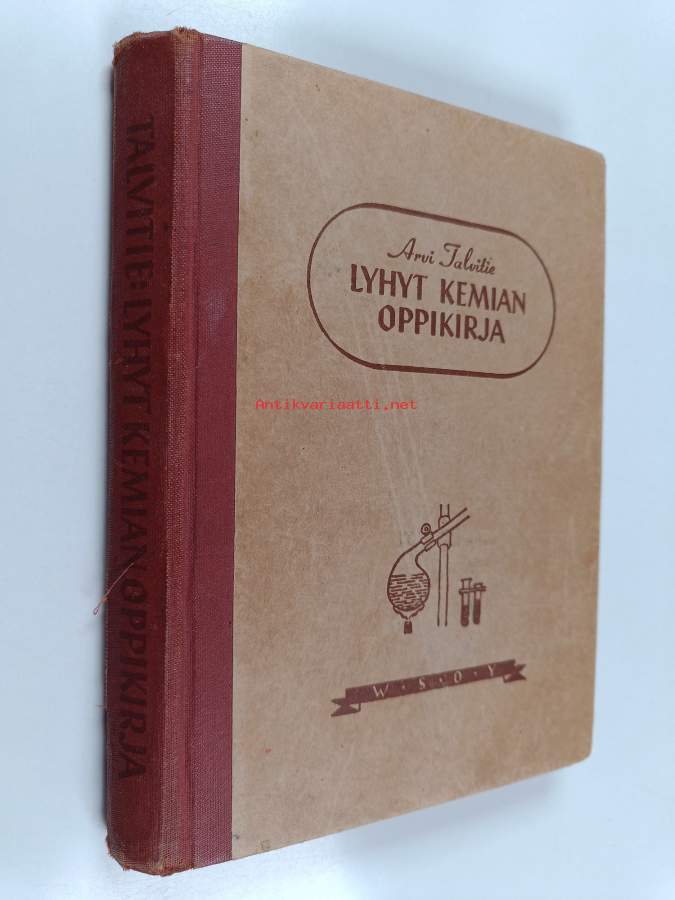 TALVITIE: LYHYT KEMIAN OPPIKIRJA
Arvi Talvitie
LYHYT KEMIAN
OPPIKIRJA
Antikvariaatti.net
W·S·O·Y